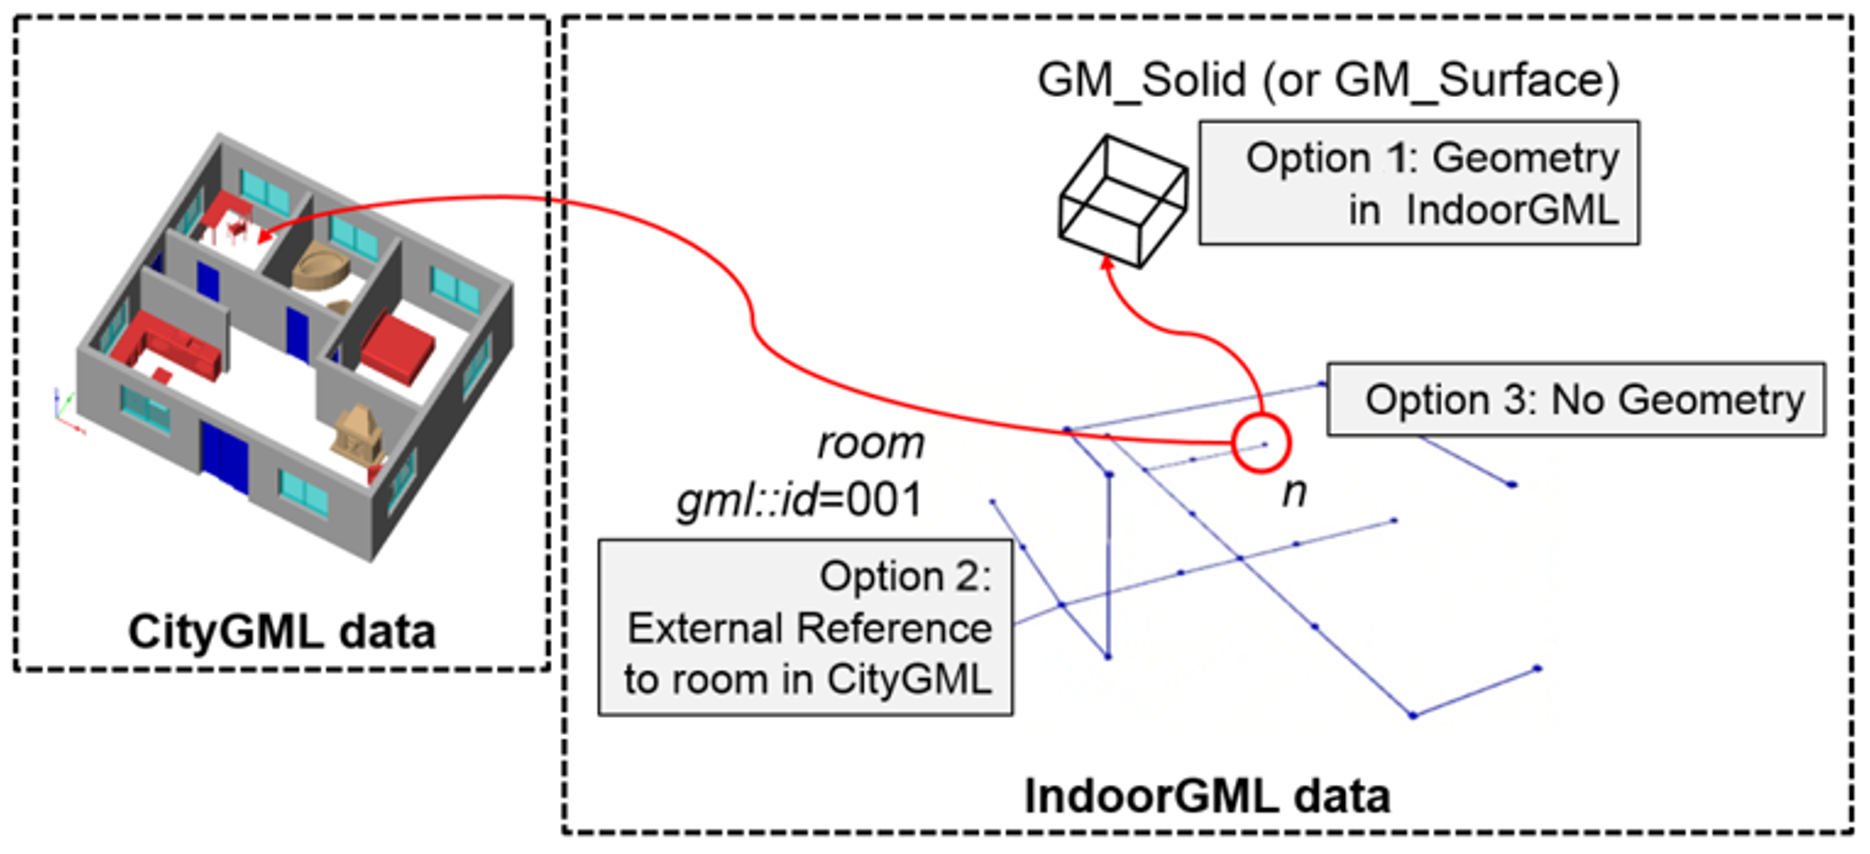 GM_Solid (or GM_Surface)
Option 1: Geometry
in IndoorGML
Option 3: No Geometry
room
gml::id=001
n
Option 2:
External Reference
to room in CityGML
CityGML data
IndoorGML data